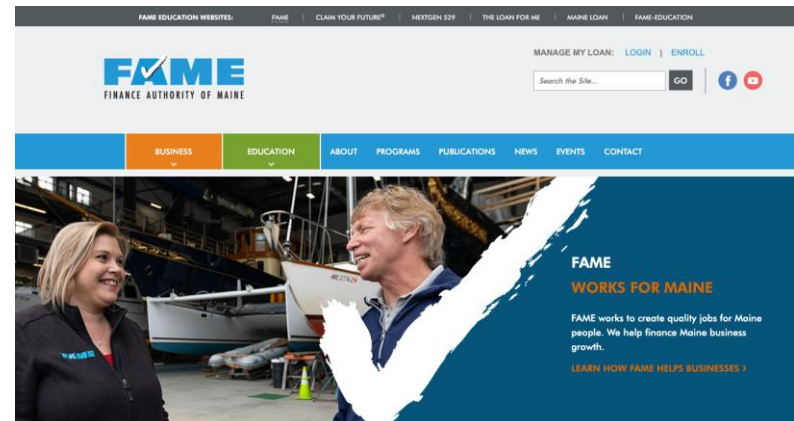 FAME EDUCATION WEBSITES: FAME | CLAIM YOUR FUTURE® | NEXTGEN 529 | THE LOAN FOR ME | MAINE LOAN | FAME-EDUCATION
MANAGE MY LOAN: LOGIN | ENROLL
FAME
FINANCE AUTHORITY OF MAINE
Search the Site...
GO
BUSINESS EDUCATION ABOUT PROGRAMS PUBLICATIONS NEWS EVENTS CONTACT
FAME
WORKS FOR MAINE
FAME works to create quality jobs for Maine
people. We help finance Maine business
growth.
LEARN HOW FAME HELPS BUSINESSES ›
FAME